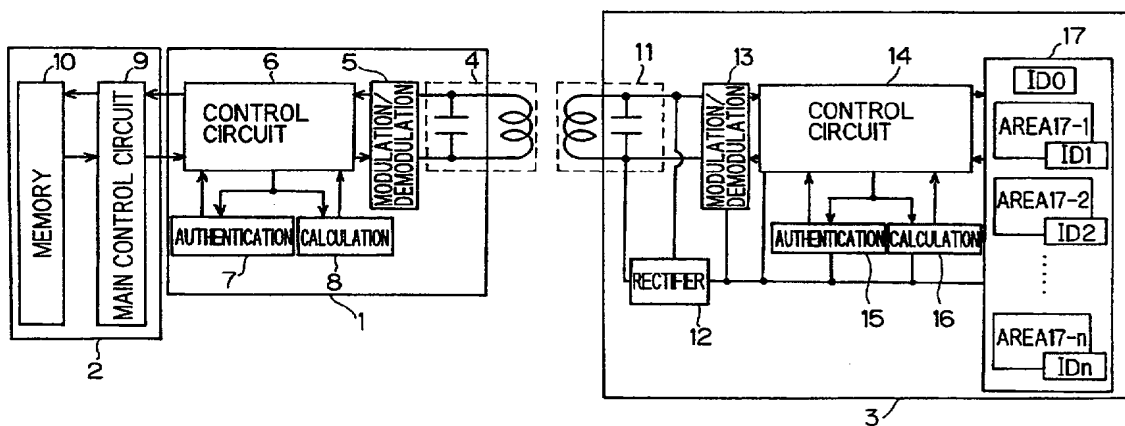 10
9
6
5
4
MEMORY
MAIN CONTROL CIRCUIT
CONTROL
CIRCUIT
MODULATION/
DEMODULATION
AUTHENTICATION
CALCULATION
7
8
1
2
11
13
14
17
MODULATION/
DEMODULATION
CONTROL
CIRCUIT
AUTHENTICATION
CALCULATION
RECTIFIER
12
15
16
ID0
AREA17-1
ID1
AREA17-2
ID2
AREA17-n
IDn
3